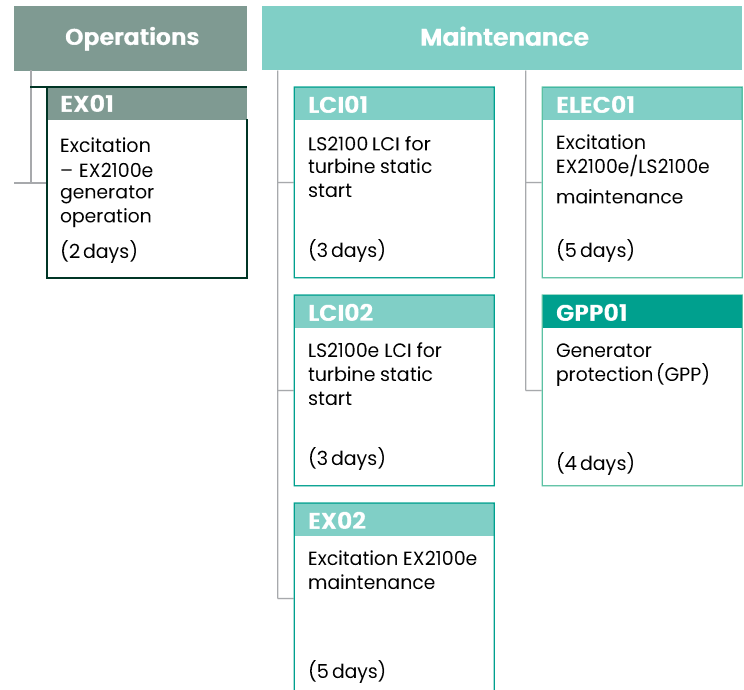 Operations
EX01
Excitation
– EX2100e
generator
operation
(2 days)
Maintenance
LCI01
LS2100 LCI for
turbine static
start
(3 days)
LCI02
LS2100e LCI for
turbine static
start
(3 days)
EX02
Excitation EX2100e
maintenance
(5 days)
ELEC01
Excitation
EX2100e/LS2100e
maintenance
(5 days)
GPP01
Generator
protection (GPP)
(4 days)